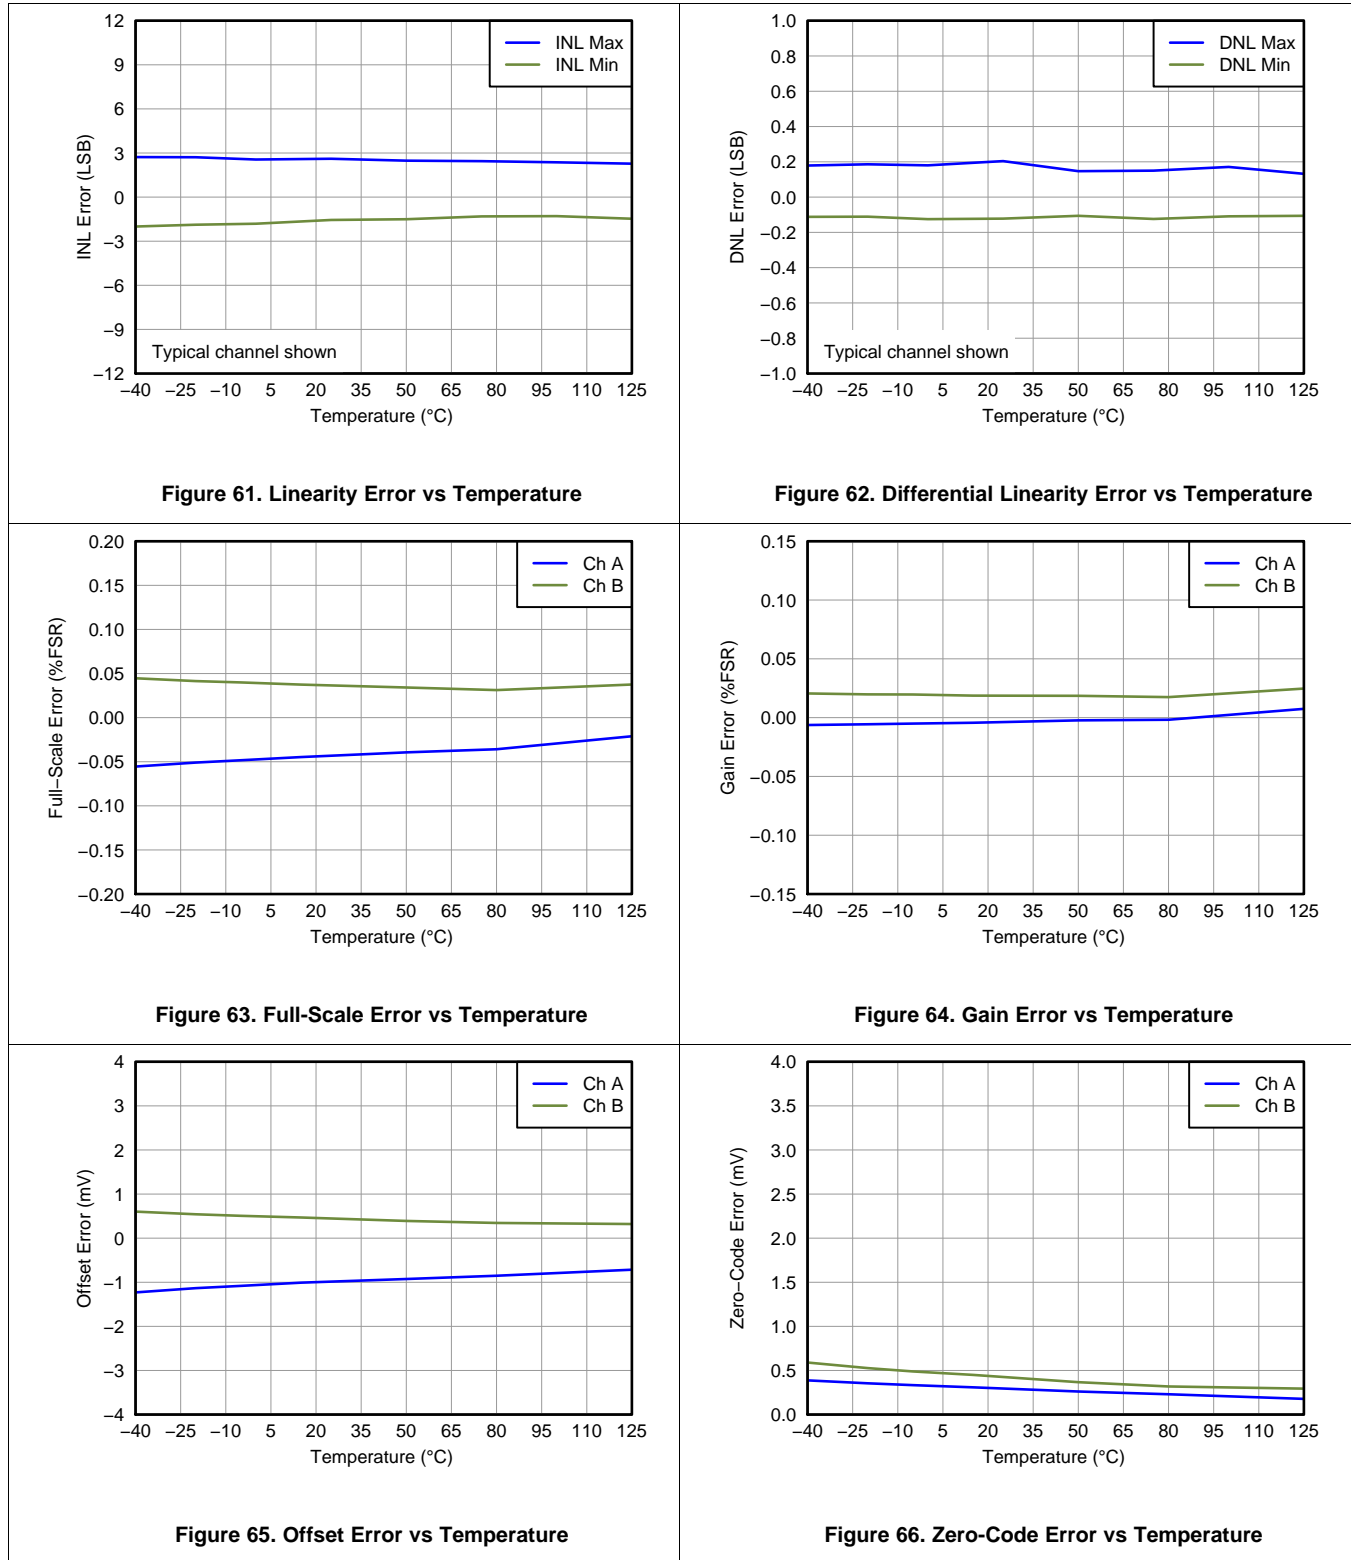 12
9
6
3
0
−3
−6
−9
−12
INL Error (LSB)
INL Max
INL Min
Typical channel shown
−40 −25 −10 5 20 35 50 65 80 95 110 125
Temperature (°C)
Figure 61. Linearity Error vs Temperature
1.0
0.8
0.6
0.4
0.2
0.0
−0.2
−0.4
−0.6
−0.8
−1.0
DNL Error (LSB)
DNL Max
DNL Min
Typical channel shown
−40 −25 −10 5 20 35 50 65 80 95 110 125
Temperature (°C)
Figure 62. Differential Linearity Error vs Temperature
0.20
0.15
0.10
0.05
0.00
−0.05
−0.10
−0.15
−0.20
Full−Scale Error (%FSR)
Ch A
Ch B
−40 −25 −10 5 20 35 50 65 80 95 110 125
Temperature (°C)
Figure 63. Full-Scale Error vs Temperature
0.15
0.10
0.05
0.00
−0.05
−0.10
−0.15
Gain Error (%FSR)
Ch A
Ch B
−40 −25 −10 5 20 35 50 65 80 95 110 125
Temperature (°C)
Figure 64. Gain Error vs Temperature
4
3
2
1
0
−1
−2
−3
−4
Offset Error (mV)
Ch A
Ch B
−40 −25 −10 5 20 35 50 65 80 95 110 125
Temperature (°C)
Figure 65. Offset Error vs Temperature
4.0
3.5
3.0
2.5
2.0
1.5
1.0
0.5
0.0
Zero−Code Error (mV)
Ch A
Ch B
−40 −25 −10 5 20 35 50 65 80 95 110 125
Temperature (°C)
Figure 66. Zero-Code Error vs Temperature